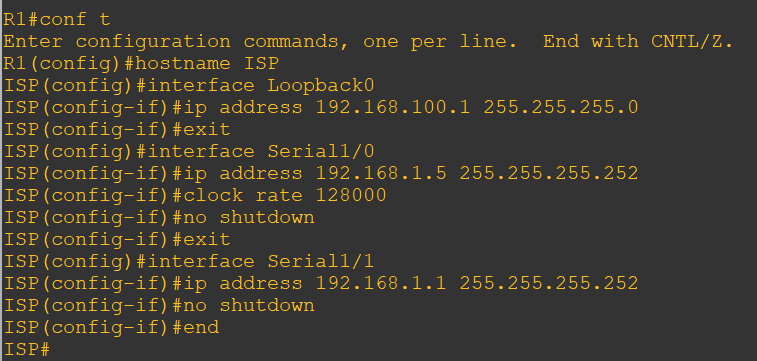 R1#conf t
Enter configuration commands, one per line.  End with CNTL/Z.
R1(config)#hostname ISP
ISP(config)#interface Loopback0
ISP(config-if)#ip address 192.168.100.1 255.255.255.0
ISP(config-if)#exit
ISP(config)#interface Serial1/0
ISP(config-if)#ip address 192.168.1.5 255.255.255.252
ISP(config-if)#clock rate 128000
ISP(config-if)#no shutdown
ISP(config-if)#exit
ISP(config)#interface Serial1/1
ISP(config-if)#ip address 192.168.1.1 255.255.255.252
ISP(config-if)#no shutdown
ISP(config-if)#end
ISP#